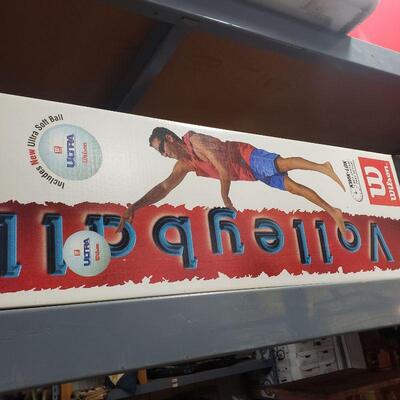 Includes New Ultra Soft Ball
W
ULTRA
Wilson
W
Wilson
Volleyball
ULTRA
Wilson